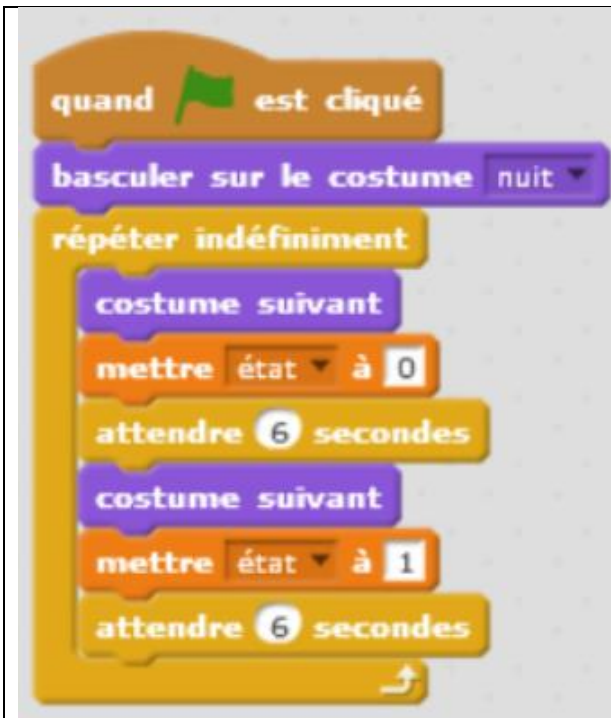 quand est cliqué
basculer sur le costume nuit
répéter indéfiniment
costume suivant
mettre état à 0
attendre 6 secondes
costume suivant
mettre état à 1
attendre 6 secondes